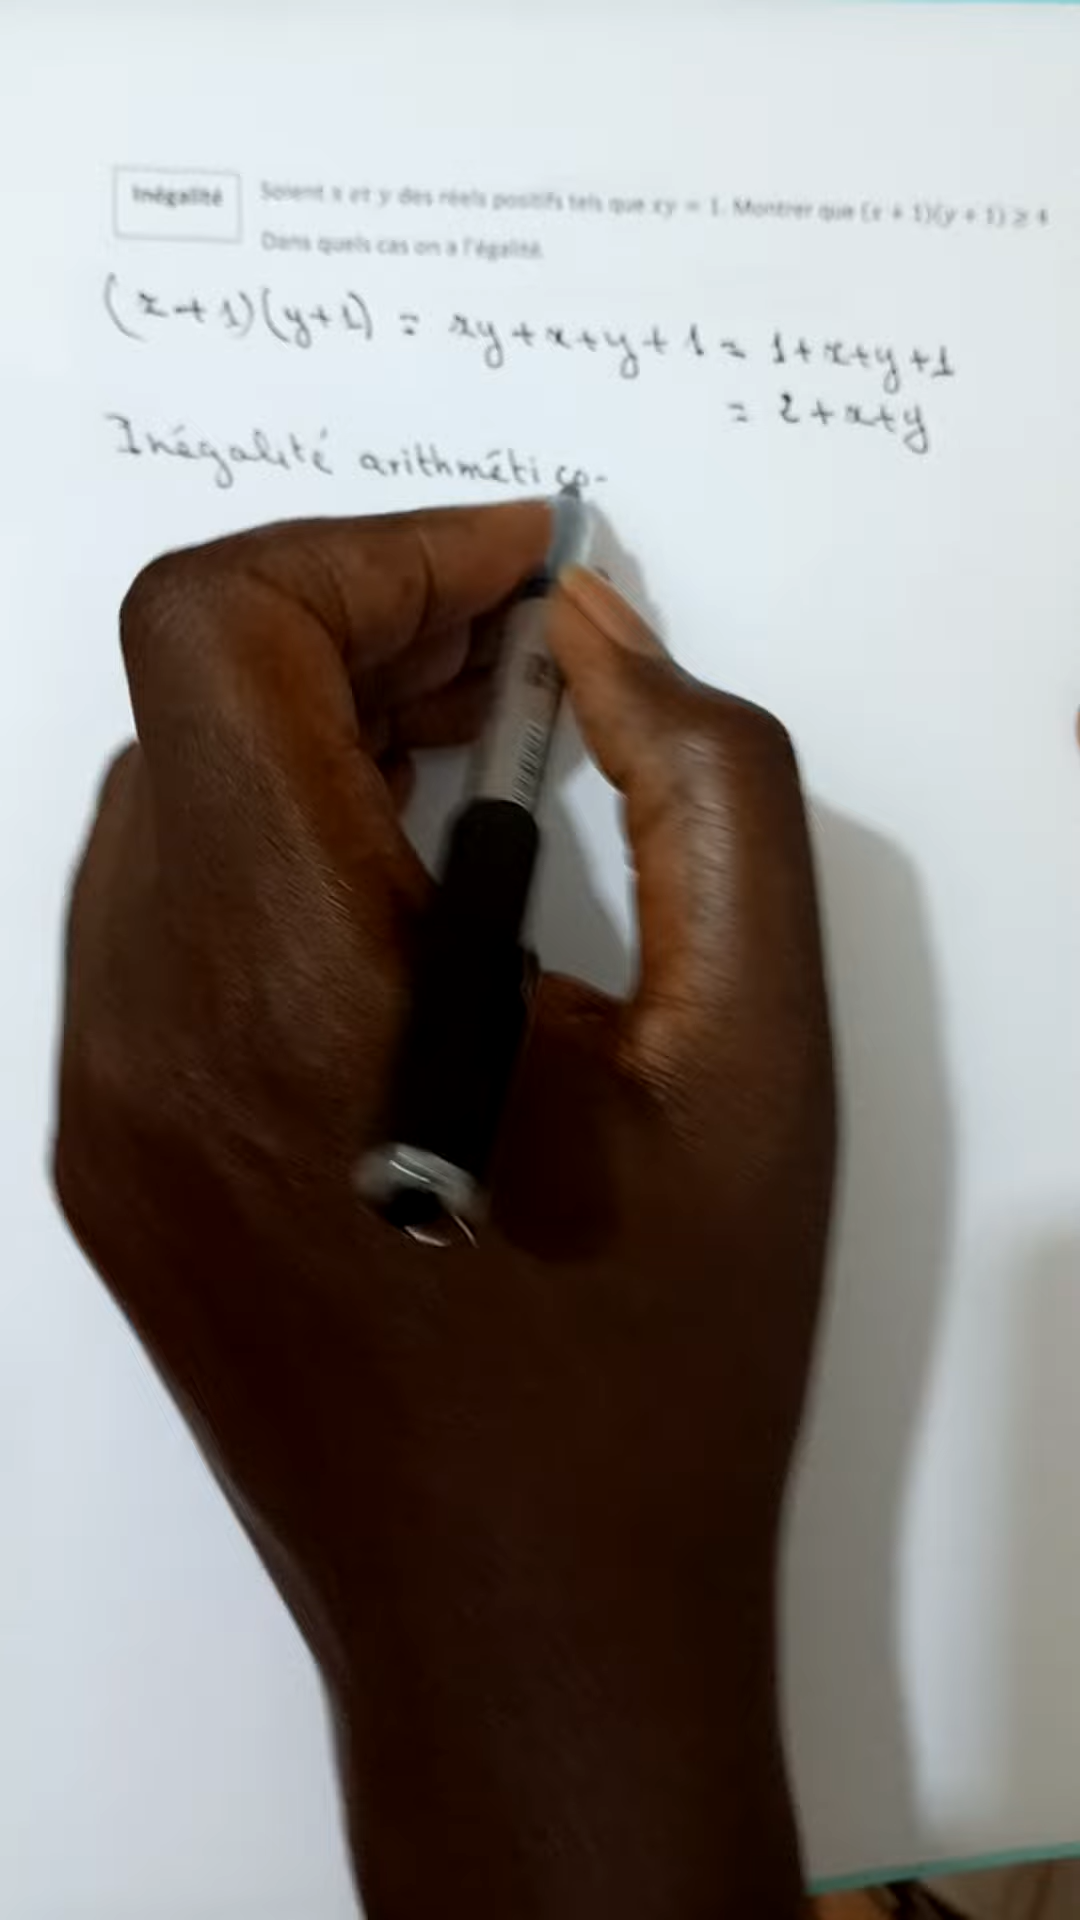 Inégalité
Soient x et y des réels positifs tels que xy = 1. Montrer que (x + 1)(y + 1) ≥ 4
Dans quels cas on a l'égalité.
(x+1)(y+1) = xy+x+y+1 = 1+x+y+1
= 2+x+y
Inégalité arithmético-